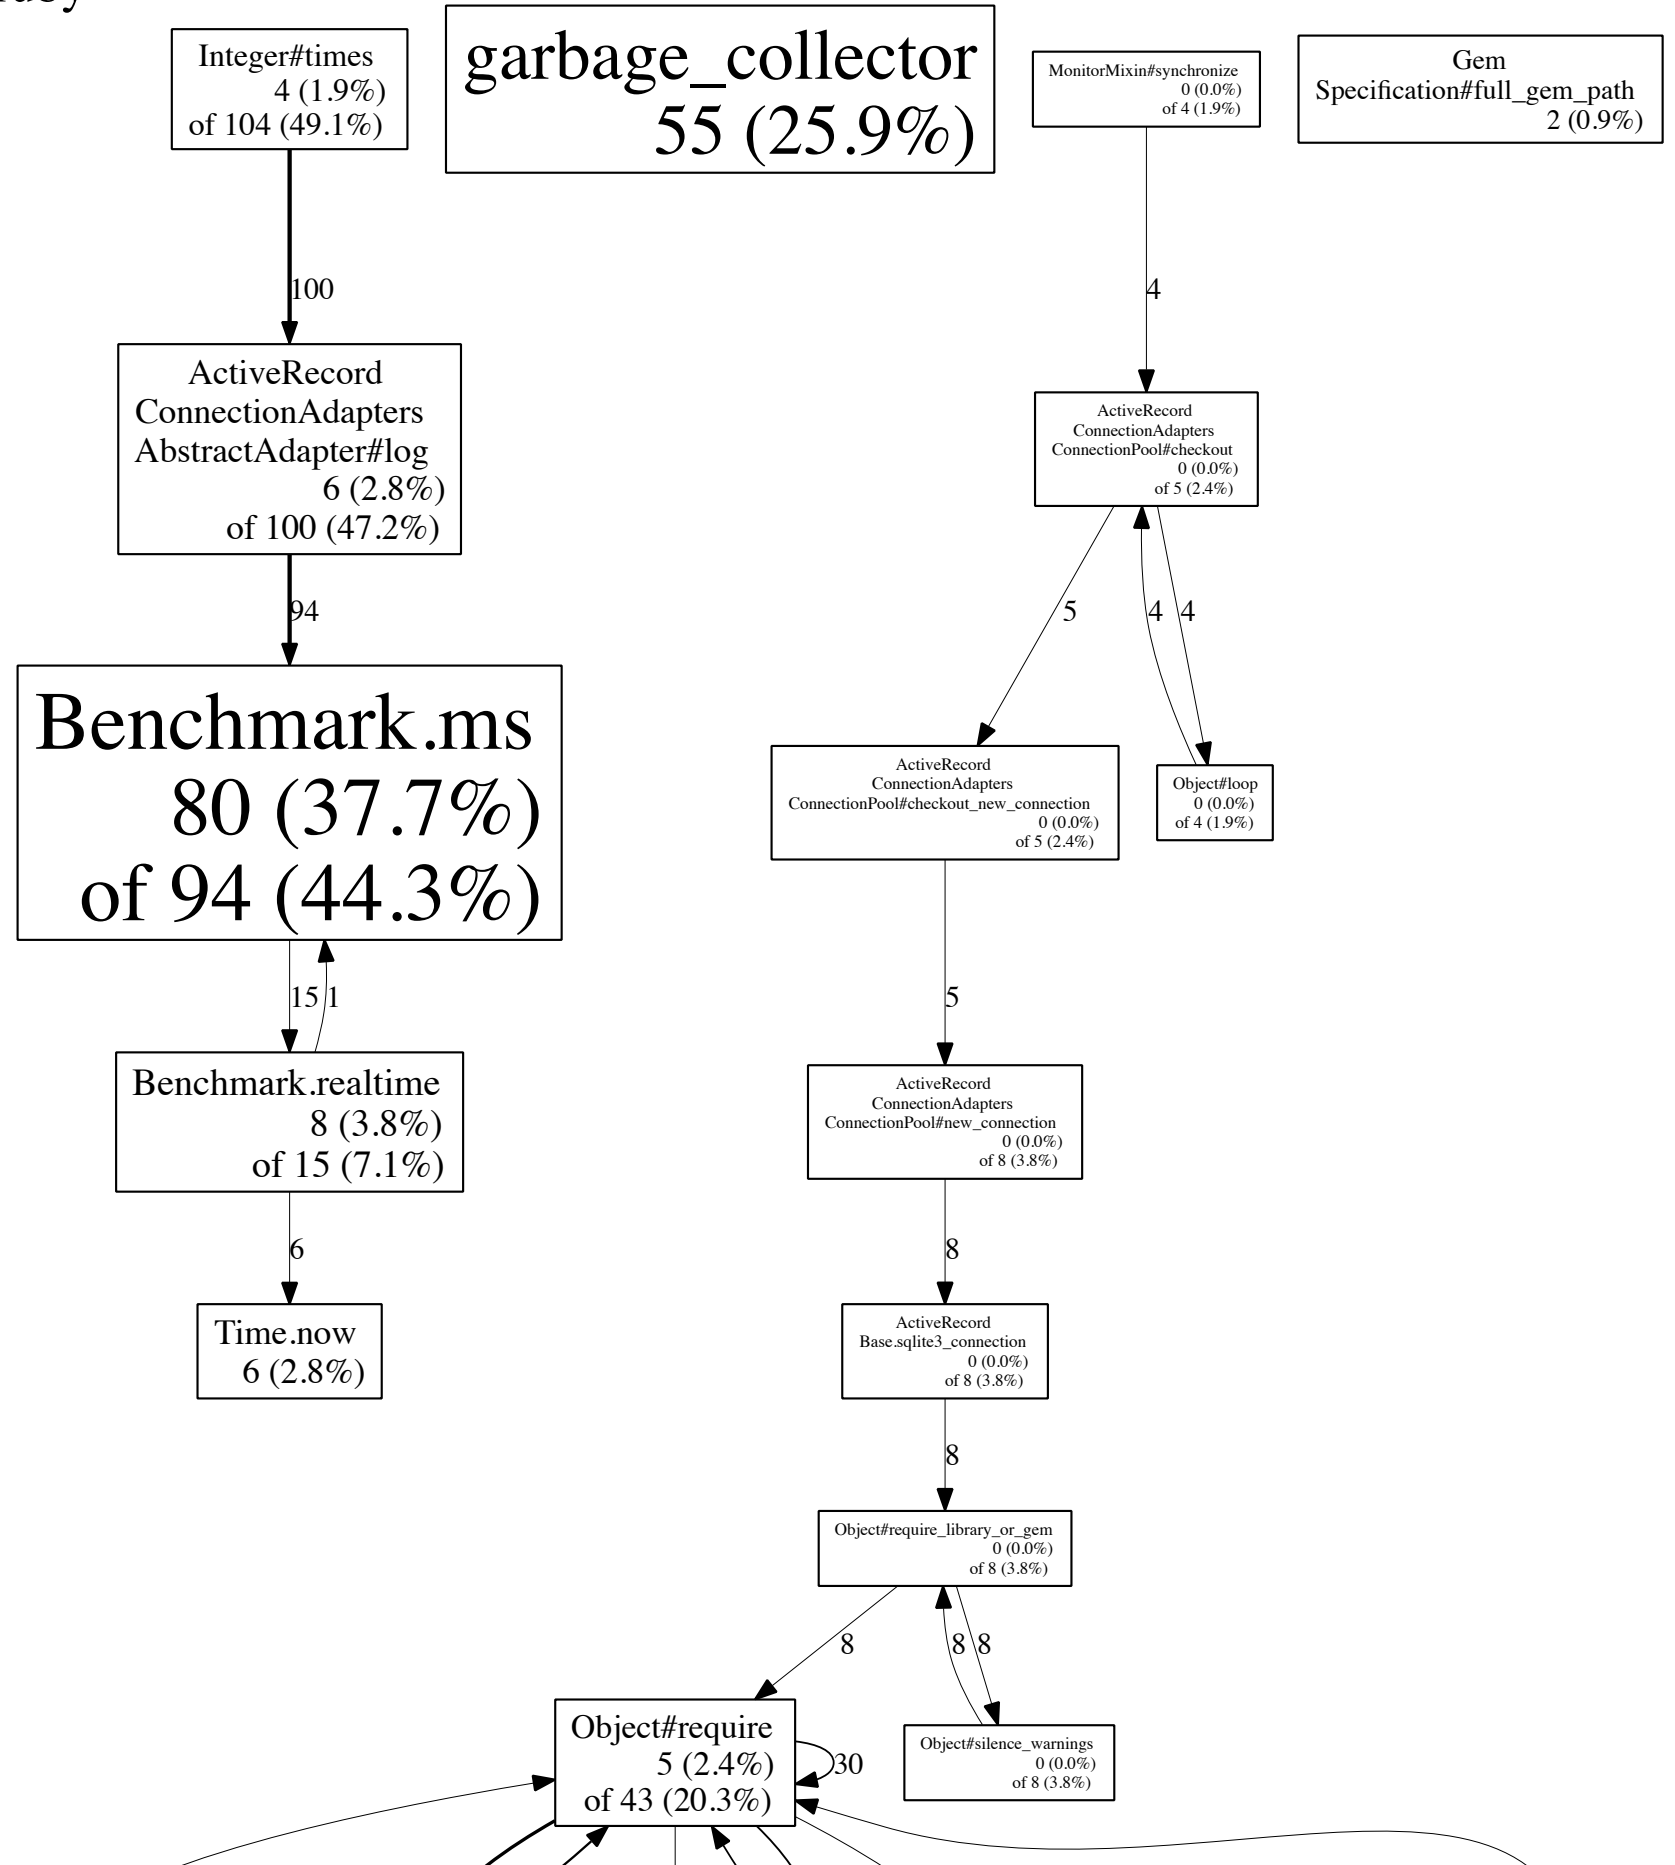 Integer#times
4 (1.9%)
of 104 (49.1%)
garbage_collector
55 (25.9%)
MonitorMixin#synchronize
0 (0.0%)
of 4 (1.9%)
Gem
Specification#full_gem_path
2 (0.9%)
100
4
ActiveRecord
ConnectionAdapters
AbstractAdapter#log
6 (2.8%)
of 100 (47.2%)
ActiveRecord
ConnectionAdapters
ConnectionPool#checkout
0 (0.0%)
of 5 (2.4%)
94
5
4
4
Benchmark.ms
80 (37.7%)
of 94 (44.3%)
ActiveRecord
ConnectionAdapters
ConnectionPool#checkout_new_connection
0 (0.0%)
of 5 (2.4%)
Object#loop
0 (0.0%)
of 4 (1.9%)
15
1
5
Benchmark.realtime
8 (3.8%)
of 15 (7.1%)
ActiveRecord
ConnectionAdapters
ConnectionPool#new_connection
0 (0.0%)
of 8 (3.8%)
6
8
Time.now
6 (2.8%)
ActiveRecord
Base.sqlite3_connection
0 (0.0%)
of 8 (3.8%)
8
Object#require_library_or_gem
0 (0.0%)
of 8 (3.8%)
8
8
8
Object#require
5 (2.4%)
of 43 (20.3%)
30
Object#silence_warnings
0 (0.0%)
of 8 (3.8%)